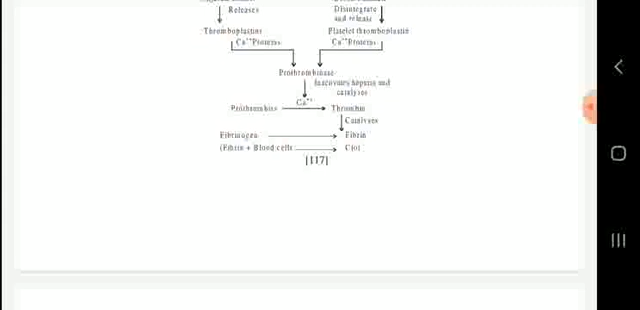 Releases
Disintegrate
and release
Thromboplastins
Platelet thromboplastin
Ca++ Proteins
Ca++ Proteins
Prothrombinase
Inactivates heparin and
catalyses
Ca++
Prothrombin
Thrombin
Catalyses
Fibrinogen
Fibrin
(Fibrin + Blood cells
Clot
[117]